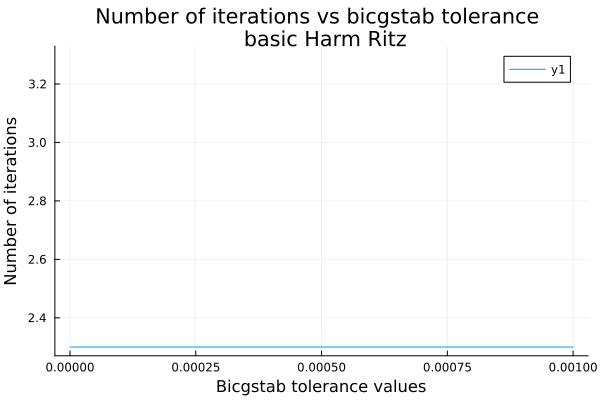 Number of iterations vs bicgstab tolerance
basic Harm Ritz
y1
3.2
3.0
2.8
2.6
2.4
Number of iterations
0.00000 0.00025 0.00050 0.00075 0.00100
Bicgstab tolerance values